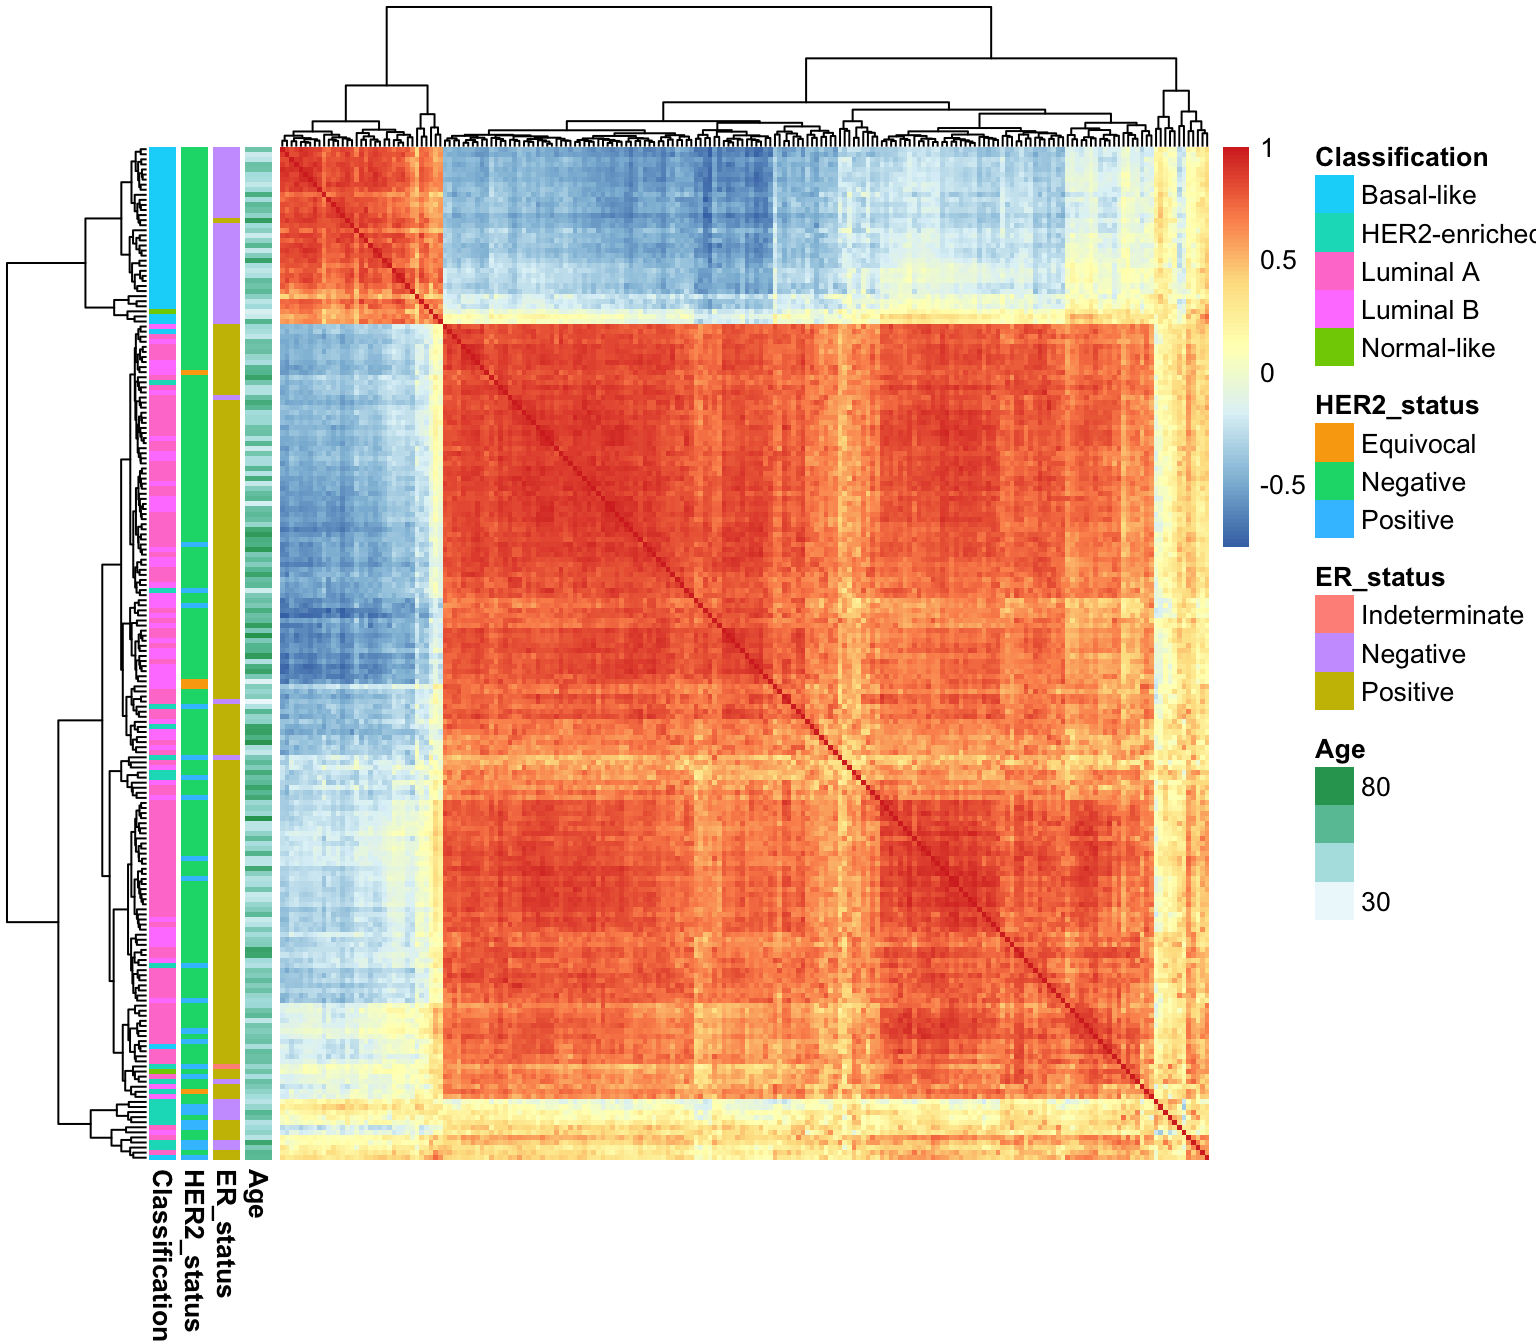 1
0.5
0
-0.5
Classification
Basal-like
HER2-enriched
Luminal A
Luminal B
Normal-like
HER2_status
Equivocal
Negative
Positive
ER_status
Indeterminate
Negative
Positive
Age
80
30
Classification
HER2_status
ER_status
Age